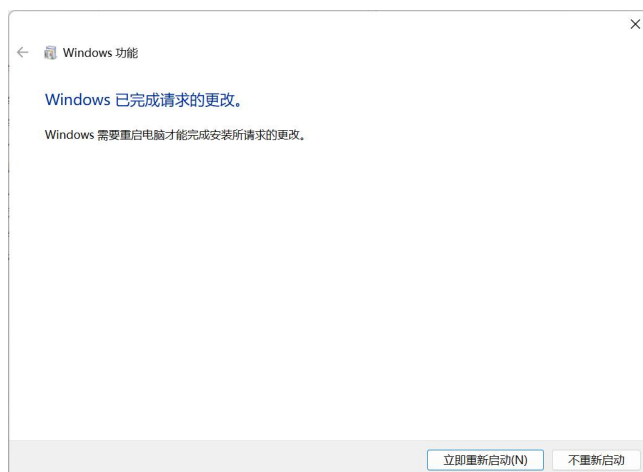 Windows 功能
Windows 已完成请求的更改。
Windows 需要重启电脑才能完成安装所请求的更改。
立即重新启动(N)
不重新启动